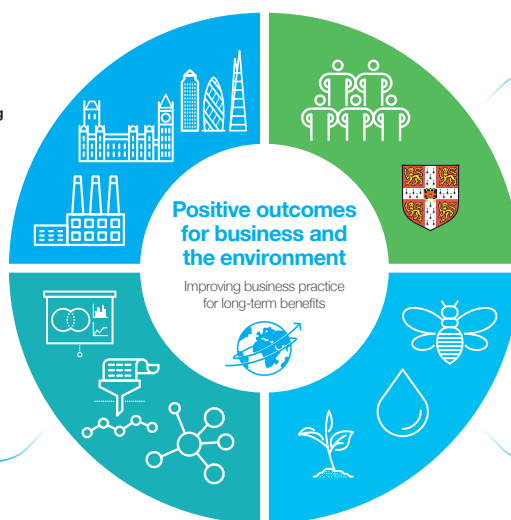 Positive outcomes
for business and
the environment
Improving business practice
for long-term benefits